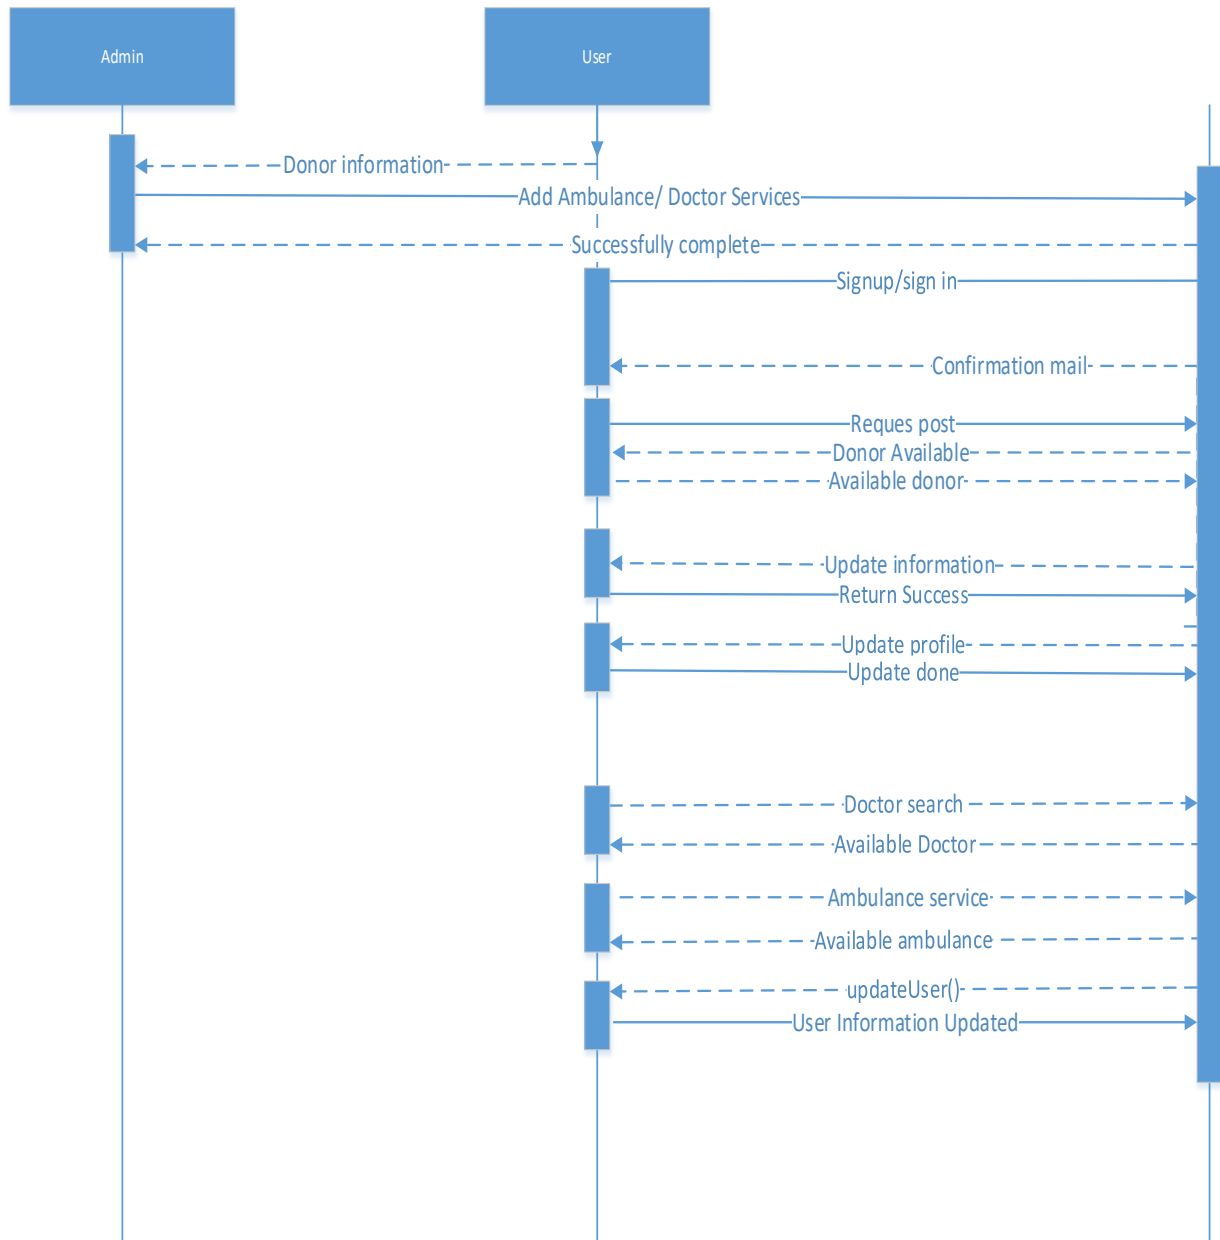 Admin
User
Donor information
Add Ambulance/ Doctor Services
Successfully complete
Signup/sign in
Confirmation mail
Reques post
Donor Available
Available donor
Update information
Return Success
Update profile
Update done
Doctor search
Available Doctor
Ambulance service
Available ambulance
updateUser()
User Information Updated